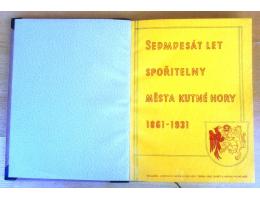 SEDMDESÁT LET
SPOŘITELNY
MĚSTA KUTNÉ HORY
1861-1931